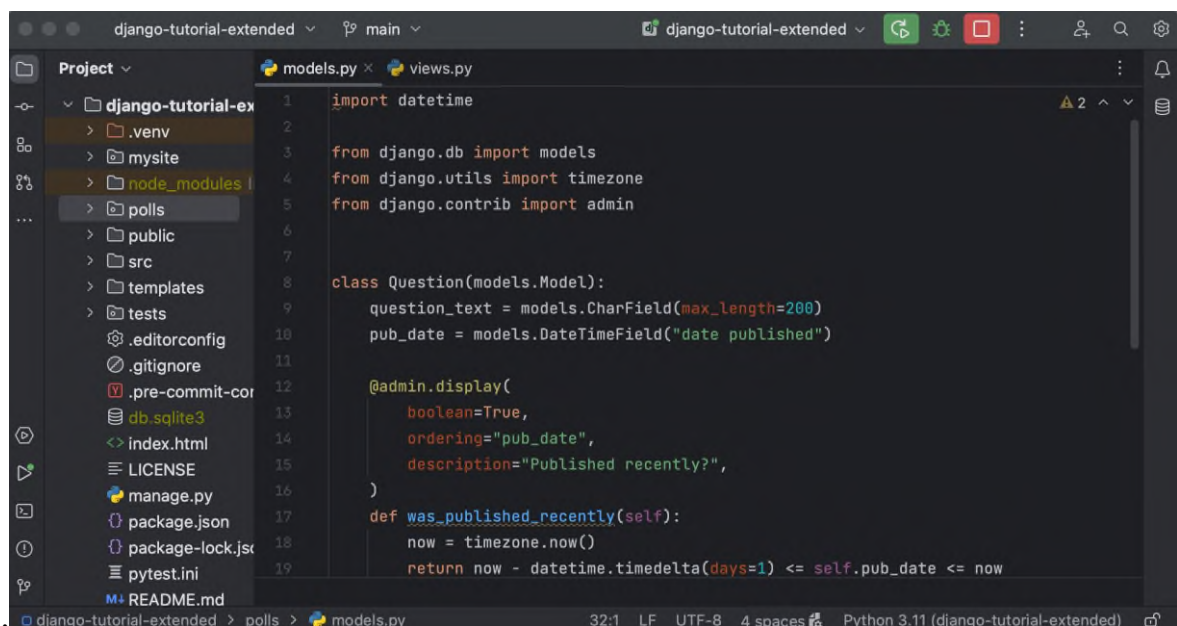 django-tutorial-extended main django-tutorial-extended
Project models.py views.py
django-tutorial-ex
.venv
mysite
node_modules
polls
public
src
templates
tests
.editorconfig
.gitignore
.pre-commit-cor
db.sqlite3
index.html
LICENSE
manage.py
package.json
package-lock.jsc
pytest.ini
README.md
1 import datetime
2
3 from django.db import models
4 from django.utils import timezone
5 from django.contrib import admin
6
7
8 class Question(models.Model):
9 question_text = models.CharField(max_length=200)
10 pub_date = models.DateTimeField("date published")
11
12 @admin.display(
13 boolean=True,
14 ordering="pub_date",
15 description="Published recently?",
16 )
17 def was_published_recently(self):
18 now = timezone.now()
19 return now - datetime.timedelta(days=1) <= self.pub_date <= now
2
django-tutorial-extended > polls > models.py 32:1 LF UTF-8 4 spaces Python 3.11 (django-tutorial-extended)